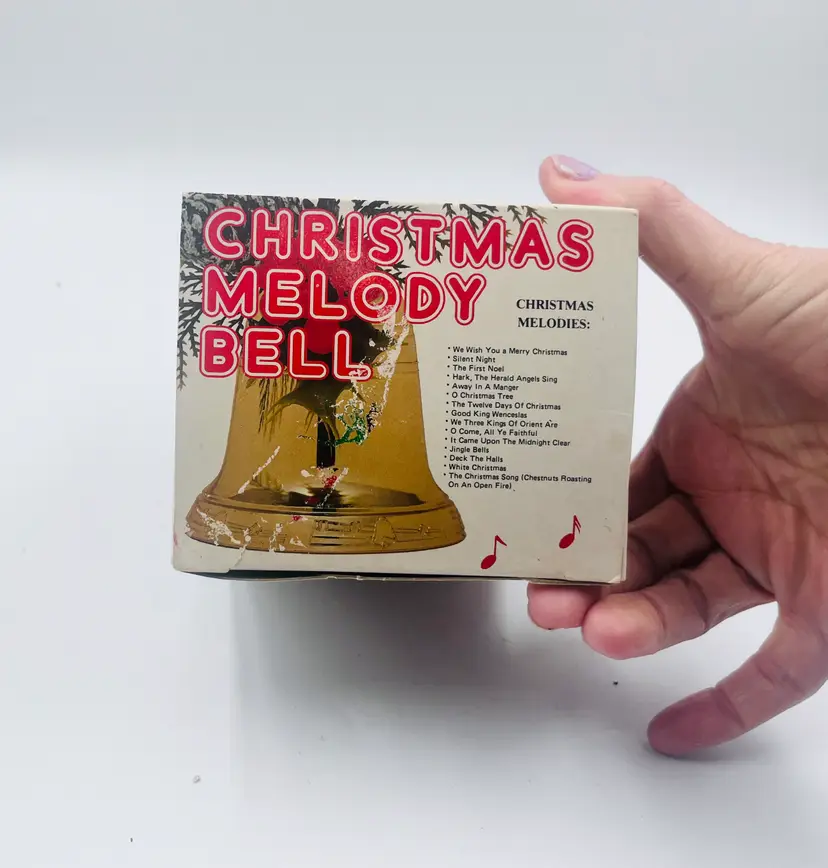 CHRISTMAS
MELODY
BELL
CHRISTMAS
MELODIES:
* We Wish You a Merry Christmas
* Silent Night
* The First Noel
* Hark, The Herald Angels Sing
* Away In A Manger
* O Christmas Tree
* The Twelve Days Of Christmas
* Good King Wenceslas
* We Three Kings Of Orient Are
* O Come, All Ye Faithful
* It Came Upon The Midnight Clear
* Jingle Bells
* Deck The Halls
* White Christmas
* The Christmas Song (Chestnuts Roasting
On An Open Fire).